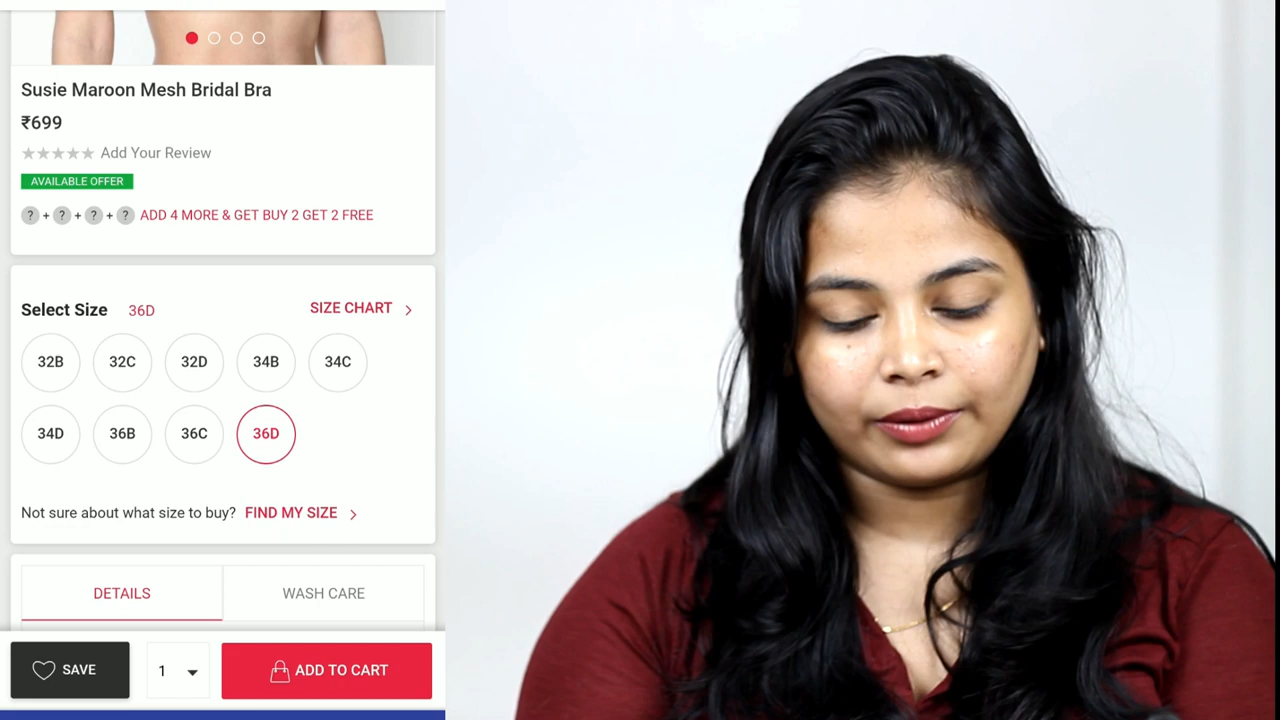 Susie Maroon Mesh Bridal Bra
₹699
Add Your Review
AVAILABLE OFFER
? + ? + ? + ? ADD 4 MORE & GET BUY 2 GET 2 FREE
Select Size 36D SIZE CHART >
32B 32C 32D 34B 34C
34D 36B 36C 36D
Not sure about what size to buy? FIND MY SIZE >
DETAILS WASH CARE
SAVE 1 ADD TO CART